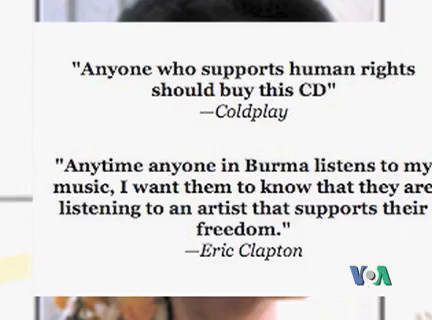 "Anyone who supports human rights
should buy this CD"
—Coldplay
"Anytime anyone in Burma listens to my
music, I want them to know that they are
listening to an artist that supports their
freedom."
—Eric Clapton
VOA